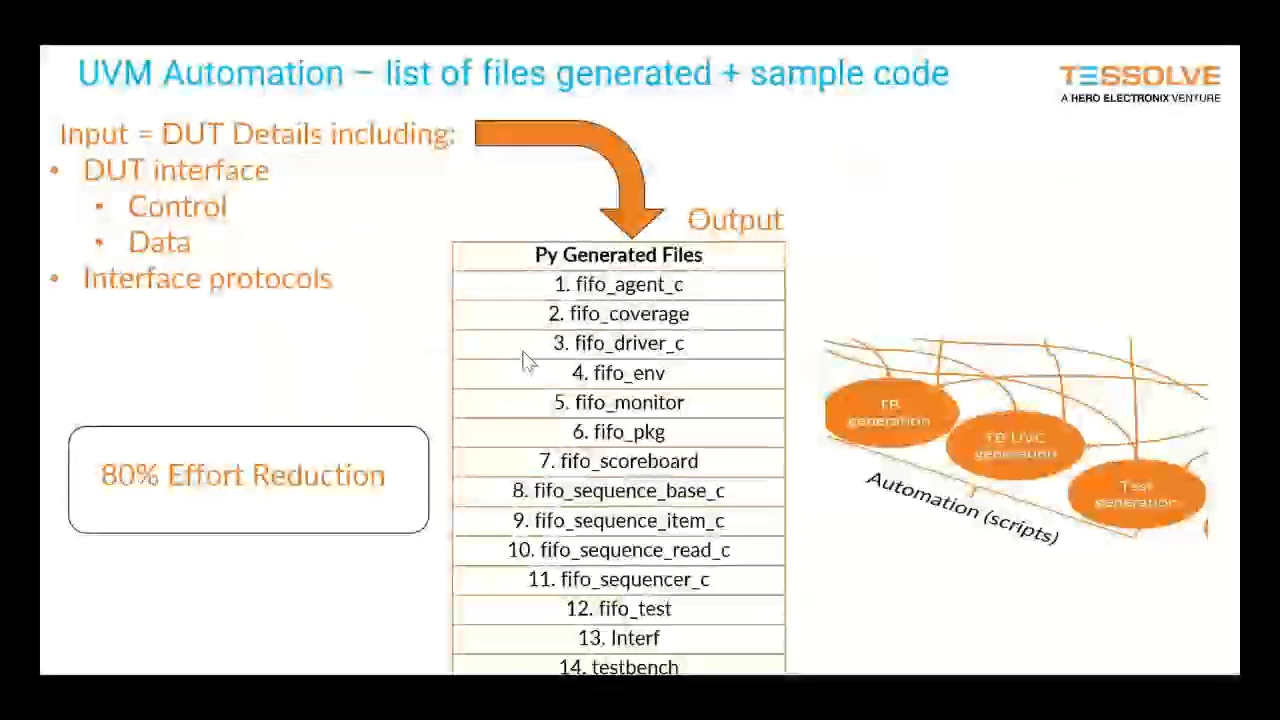 UVM Automation – list of files generated + sample code
TESSOLVE
A HERO ELECTRONIX VENTURE
Input = DUT Details including:
• DUT interface
• Control
• Data
• Interface protocols
Output
Py Generated Files
1. fifo_agent_c
2. fifo_coverage
3. fifo_driver_c
4. fifo_env
5. fifo_monitor
6. fifo_pkg
7. fifo_scoreboard
8. fifo_sequence_base_c
9. fifo_sequence_item_c
10. fifo_sequence_read_c
11. fifo_sequencer_c
12. fifo_test
13. Interf
14. testbench
80% Effort Reduction
generation
TB UVC
generation
Test
generation
Automation (scripts)